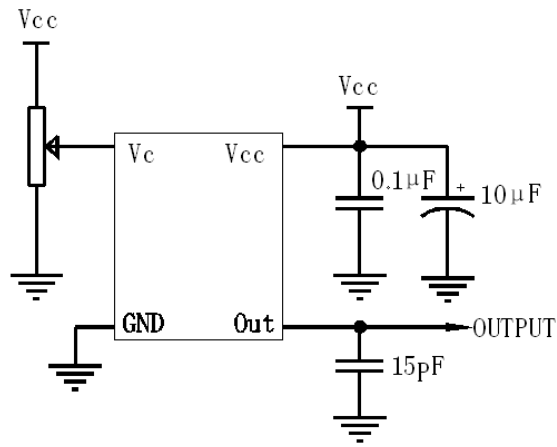 Vcc
Vcc
Vc
Vcc
0.1μF
+
10μF
GND
Out
OUTPUT
15pF